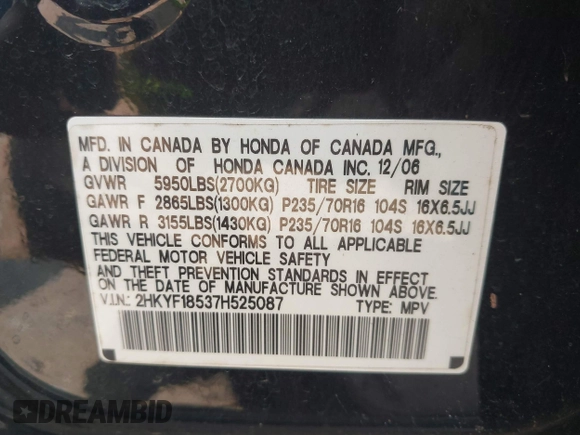 MFD. IN CANADA BY HONDA OF CANADA MFG.,
A DIVISION OF HONDA CANADA INC. 12/06
GVWR 5950LBS(2700KG) TIRE SIZE RIM SIZE
GAWR F 2865LBS(1300KG) P235/70R16 104S 16X6.5JJ
GAWR R 3155LBS(1430KG) P235/70R16 104S 16X6.5JJ
THIS VEHICLE CONFORMS TO ALL APPLICABLE
FEDERAL MOTOR VEHICLE SAFETY
AND THEFT PREVENTION STANDARDS IN EFFECT
ON THE DATE OF MANUFACTURE SHOWN ABOVE.
V.I.N.: 2HKYF18537H525087 TYPE: MPV
DREAMBID